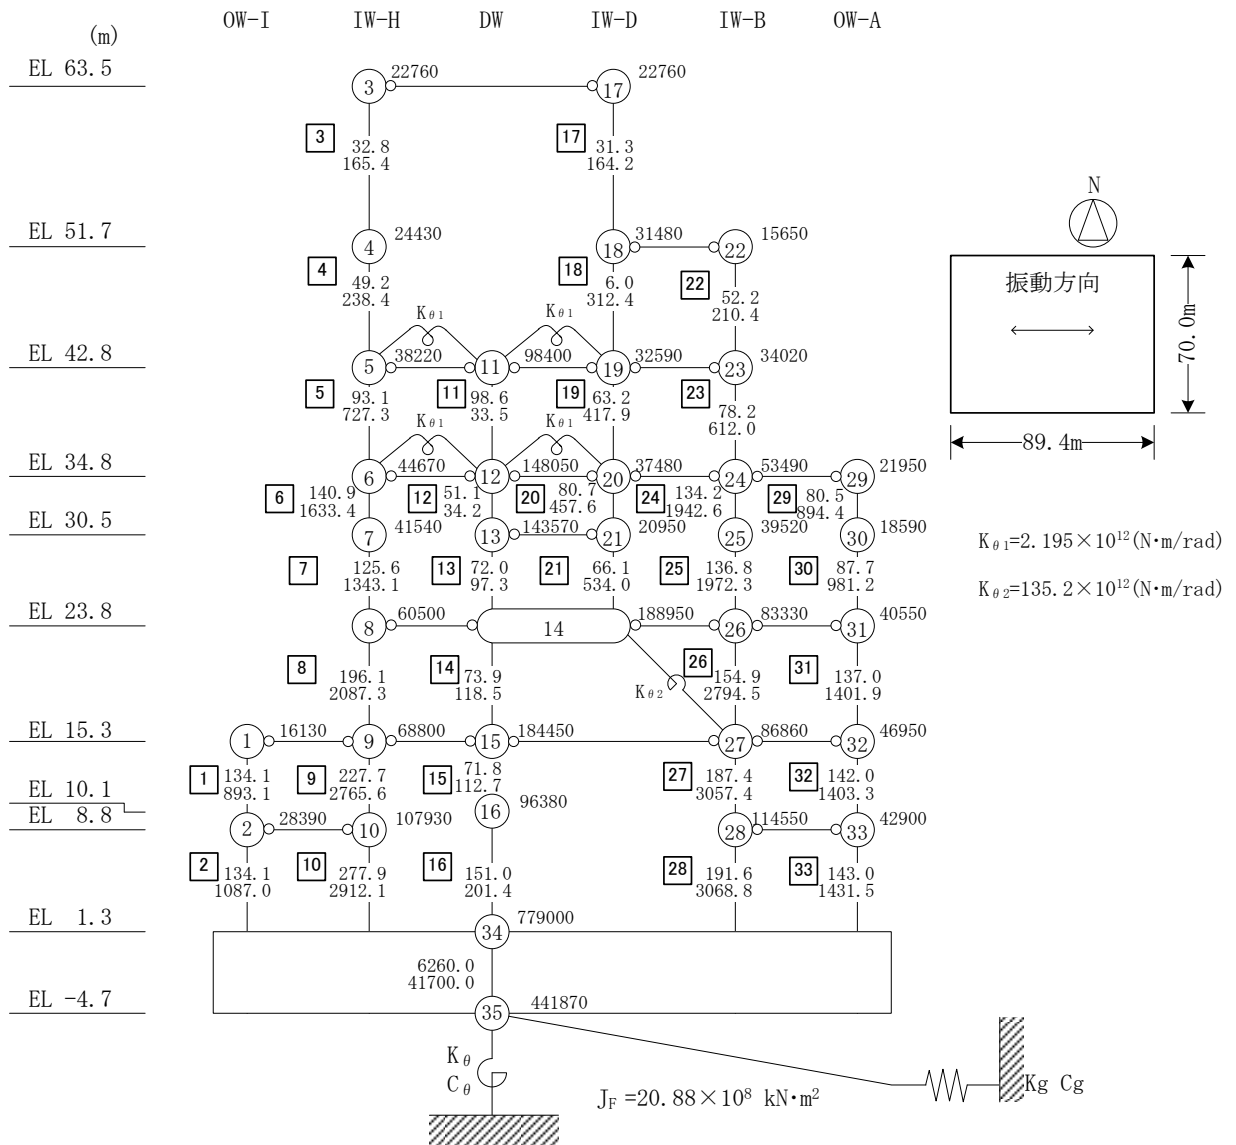 OW-I IW-H DW IW-D IW-B OW-A
(m)
EL 63.5
3 22760 17 22760
3 32.8 17 31.3
165.4 164.2
N
EL 51.7
4 24430 18 31480 22 15650
4 49.2 18 6.0 22 52.2
238.4 312.4 210.4
振動方向
70.0m
89.4m
Kθ1 Kθ1
EL 42.8
5 38220 11 98400 19 32590 23 34020
5 93.1 11 98.6 19 63.2 23 78.2
727.3 33.5 417.9 612.0
Kθ1 Kθ1
EL 34.8
6 44670 12 148050 20 37480 24 53490 29 21950
6 140.9 12 51.1 20 80.7 24 134.2 29 80.5
1633.4 34.2 457.6 1942.6 894.4
EL 30.5
7 41540 13 143570 21 20950 25 39520 30 18590
7 125.6 13 72.0 21 66.1 25 136.8 30 87.7
1343.1 97.3 534.0 1972.3 981.2
Kθ1=2.195×10¹²(N·m/rad)
Kθ2=135.2×10¹²(N·m/rad)
EL 23.8
8 60500 14 188950 26 83330 31 40550
8 196.1 14 73.9 26 154.9 31 137.0
2087.3 118.5 2794.5 1401.9
Kθ2
EL 15.3
1 16130 9 68800 15 184450 27 86860 32 46950
1 134.1 9 227.7 15 71.8 27 187.4 32 142.0
893.1 2765.6 112.7 3057.4 1403.3
EL 10.1
16 96380
EL 8.8
2 28390 10 107930 28 114550 33 42900
2 134.1 10 277.9 16 151.0 28 191.6 33 143.0
1087.0 2912.1 201.4 3068.8 1431.5
EL 1.3
34 779000
6260.0
41700.0
EL -4.7
35 441870
Kθ
Cθ
Kg Cg
JF =20.88×10⁸ kN·m²